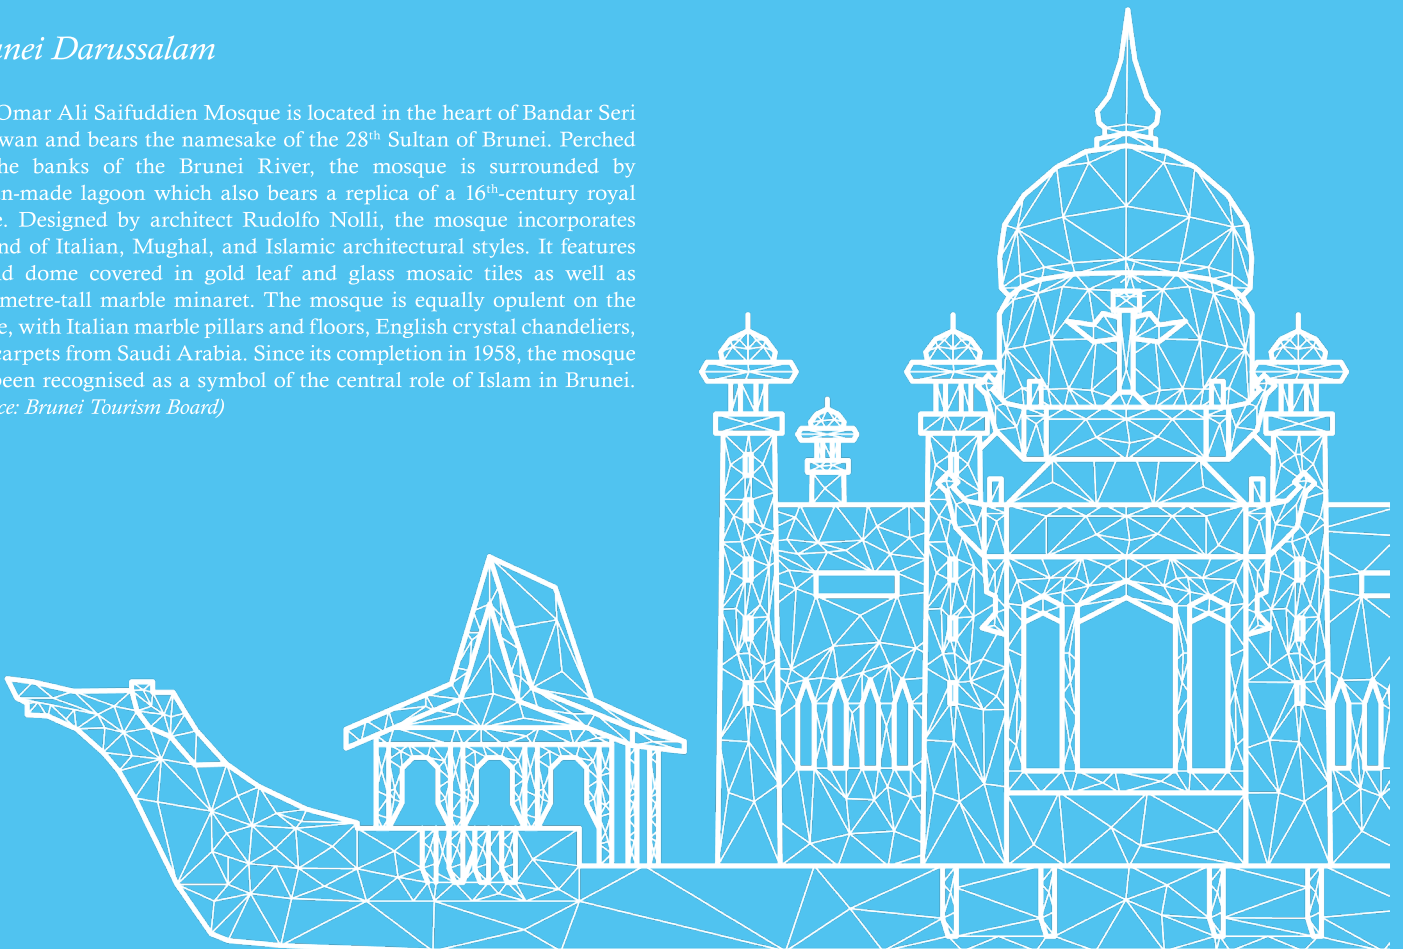 nei Darussalam
Omar Ali Saifuddien Mosque is located in the heart of Bandar Seri
wan and bears the namesake of the 28th Sultan of Brunei. Perched
he banks of the Brunei River, the mosque is surrounded by
n-made lagoon which also bears a replica of a 16th-century royal
e. Designed by architect Rudolfo Nolli, the mosque incorporates
nd of Italian, Mughal, and Islamic architectural styles. It features
d dome covered in gold leaf and glass mosaic tiles as well as
metre-tall marble minaret. The mosque is equally opulent on the
e, with Italian marble pillars and floors, English crystal chandeliers,
carpets from Saudi Arabia. Since its completion in 1958, the mosque
been recognised as a symbol of the central role of Islam in Brunei.
ce: Brunei Tourism Board)